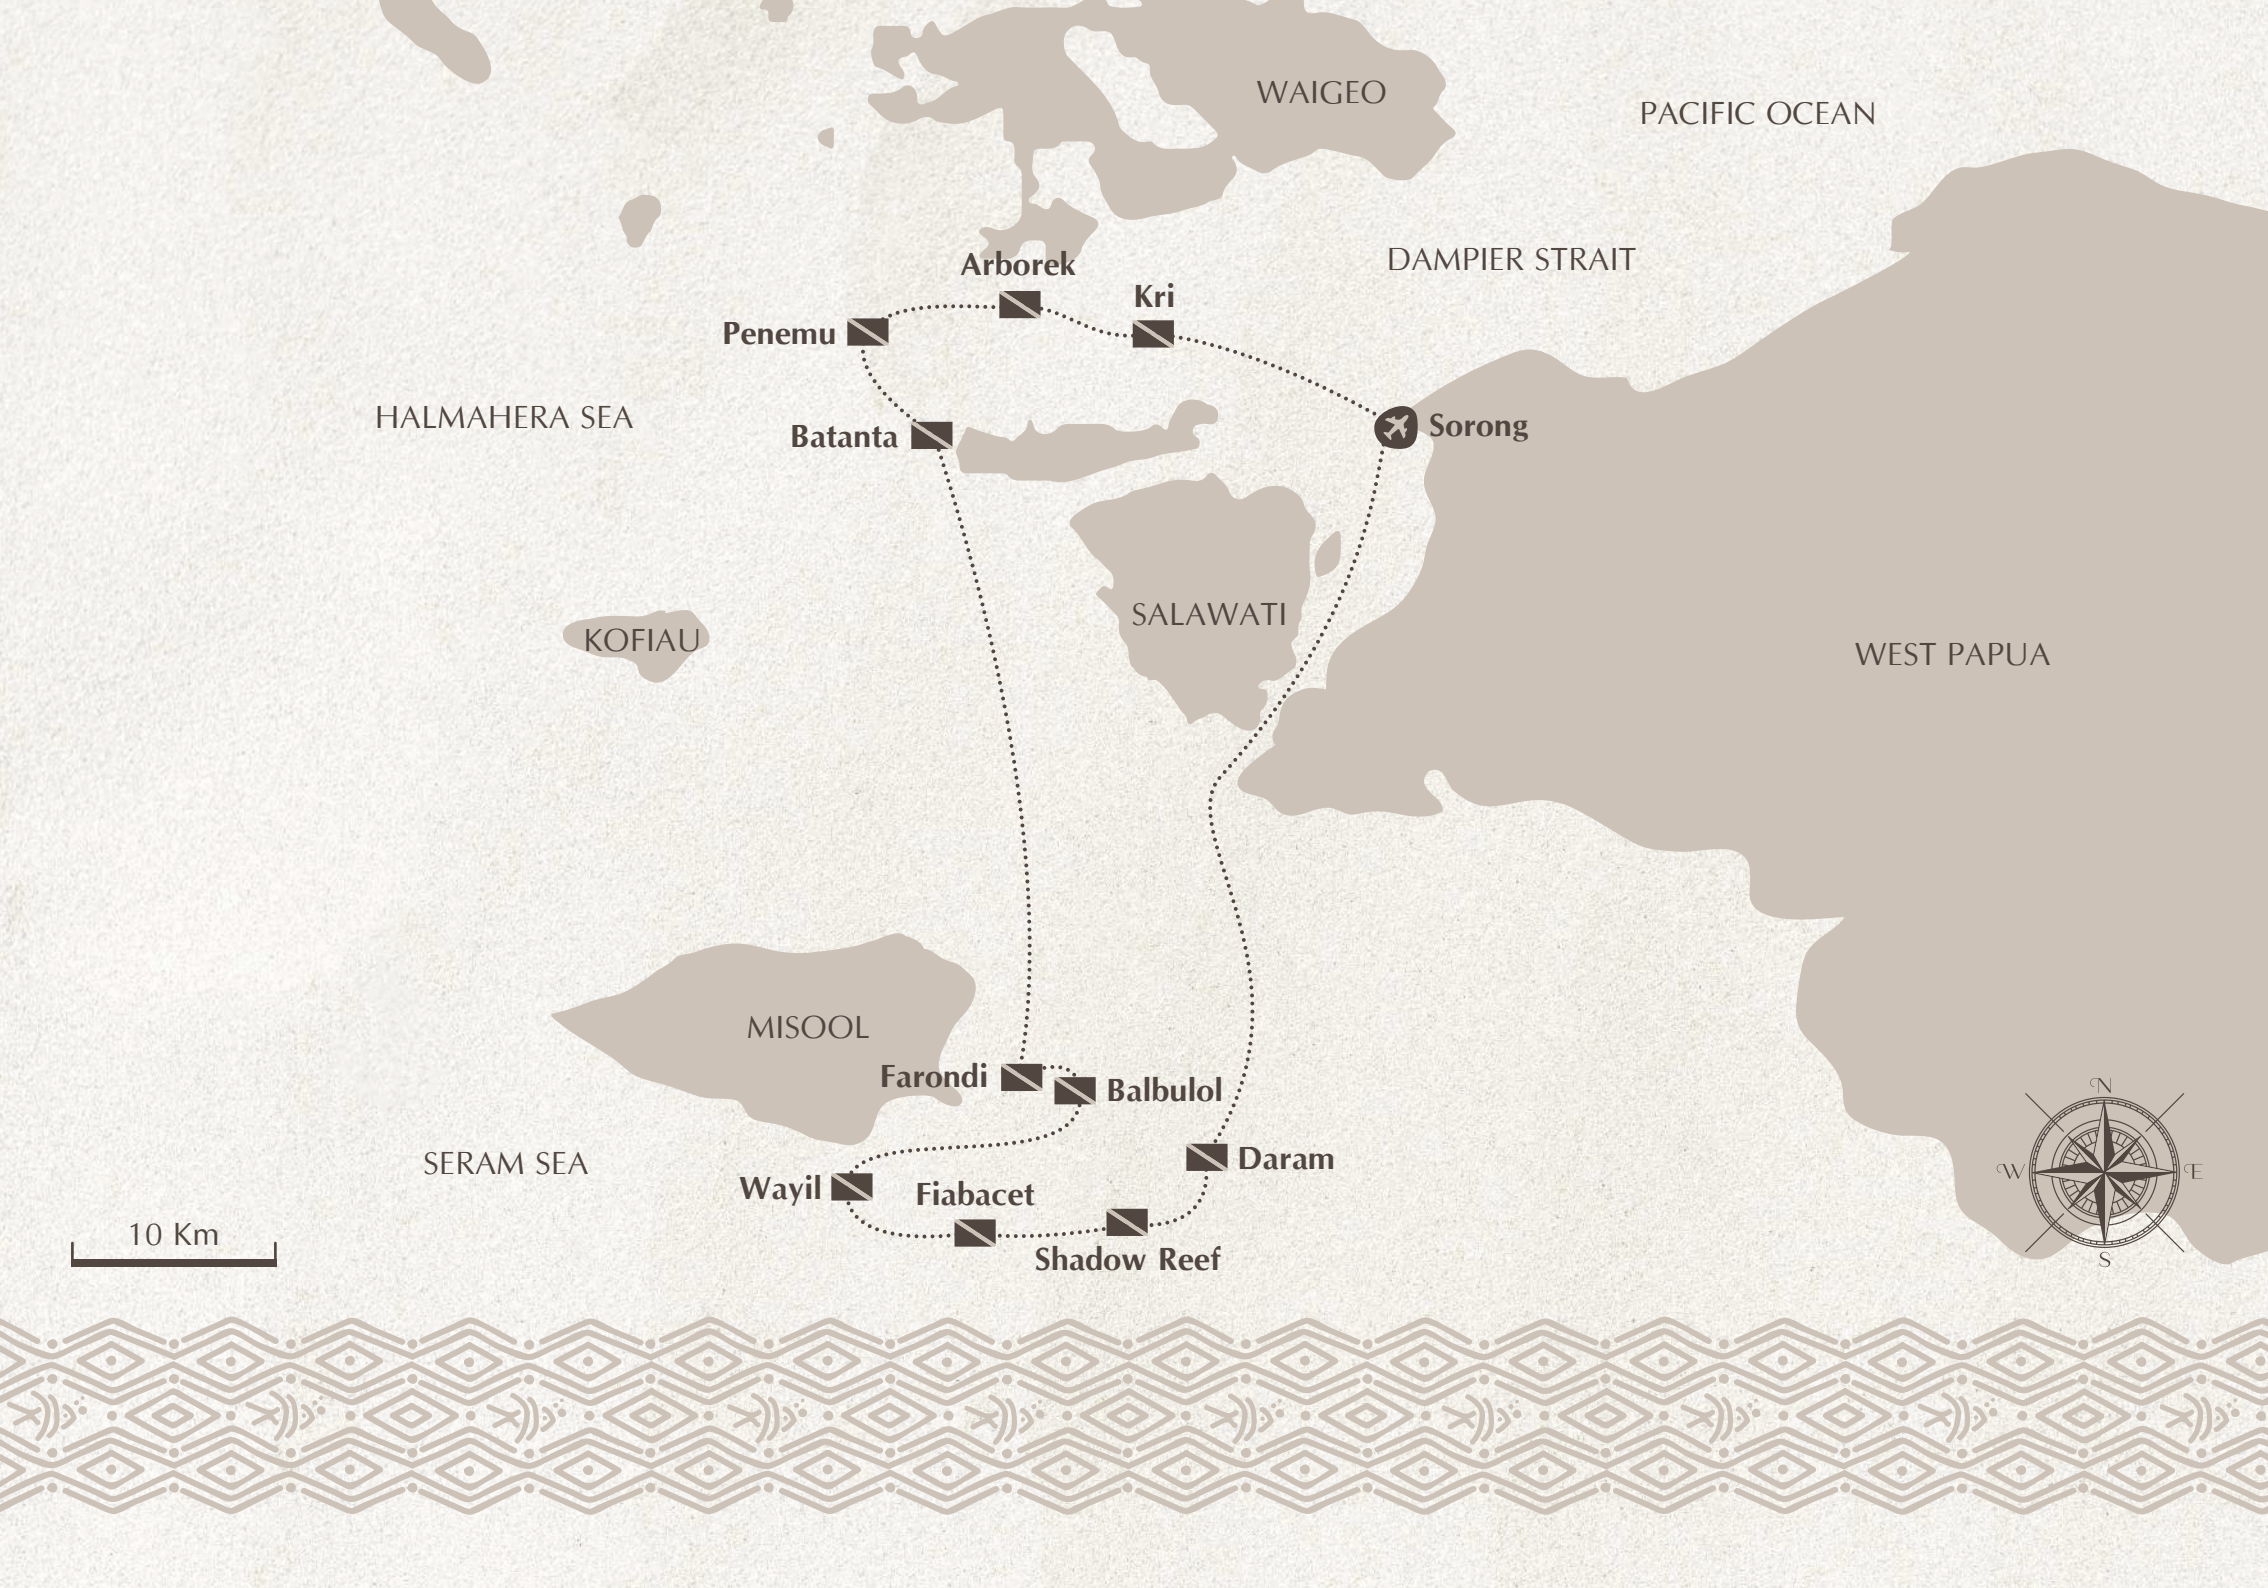 WAIGEO
PACIFIC OCEAN
DAMPIER STRAIT
Arborek
Kri
Penemu
HALMAHERA SEA
Batanta
Sorong
SALAWATI
KOFIAU
WEST PAPUA
MISOOL
Farondi
Balbulol
N
SERAM SEA
Daram
W
E
Wayil
Fiabacet
10 Km
Shadow Reef
S